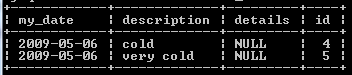 my_date | description | details | id
2009-05-06 | cold | NULL | 4
2009-05-06 | very cold | NULL | 5